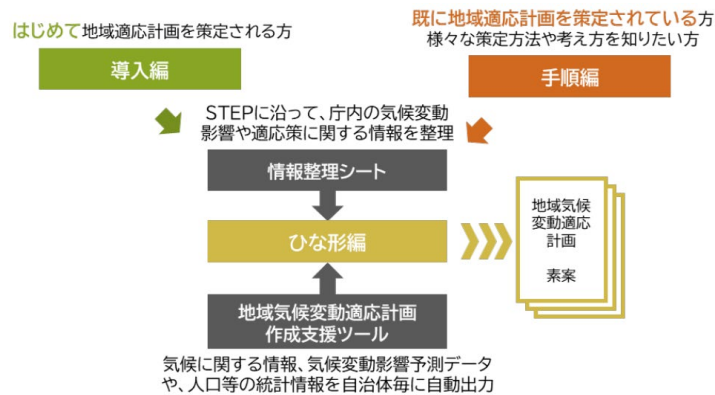 はじめて地域適応計画を策定される方
導入編
既に地域適応計画を策定されている方
様々な策定方法や考え方を知りたい方
手順編
STEPに沿って、庁内の気候変動
影響や適応策に関する情報を整理
情報整理シート
ひな形編
地域気候
変動適応
計画
素案
地域気候変動適応計画
作成支援ツール
気候に関する情報、気候変動影響予測データ
や、人口等の統計情報を自治体毎に自動出力